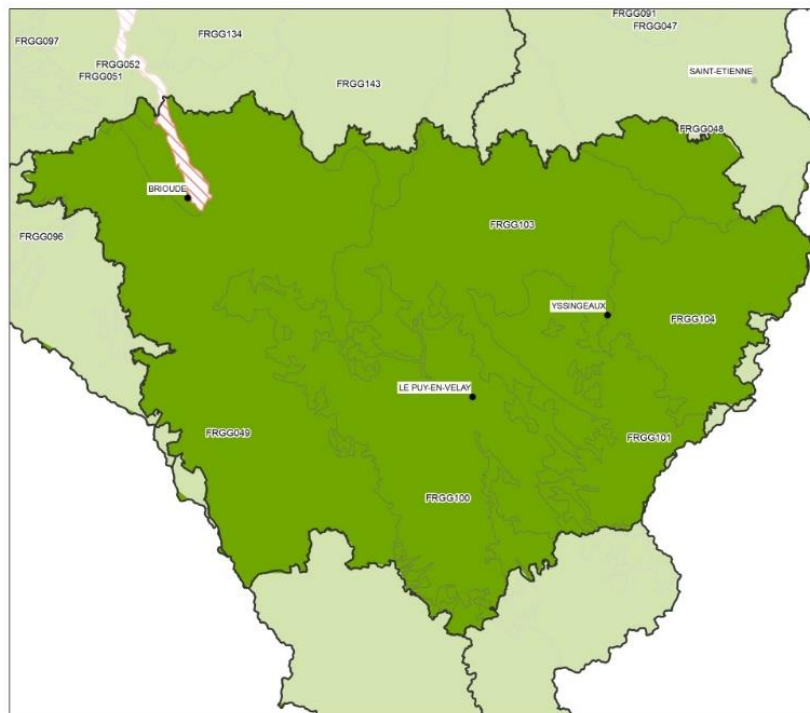 FRGG091
FRGG047
FRGG097
FRGG134
FRGG052
FRGG051
SAINT-ETIENNE
FRGG143
FRGG048
BRIOUDE
FRGG096
FRGG103
YSSINGEAUX
FRGG104
LE PUY-EN-VELAY
FRGG049
FRGG101
FRGG100